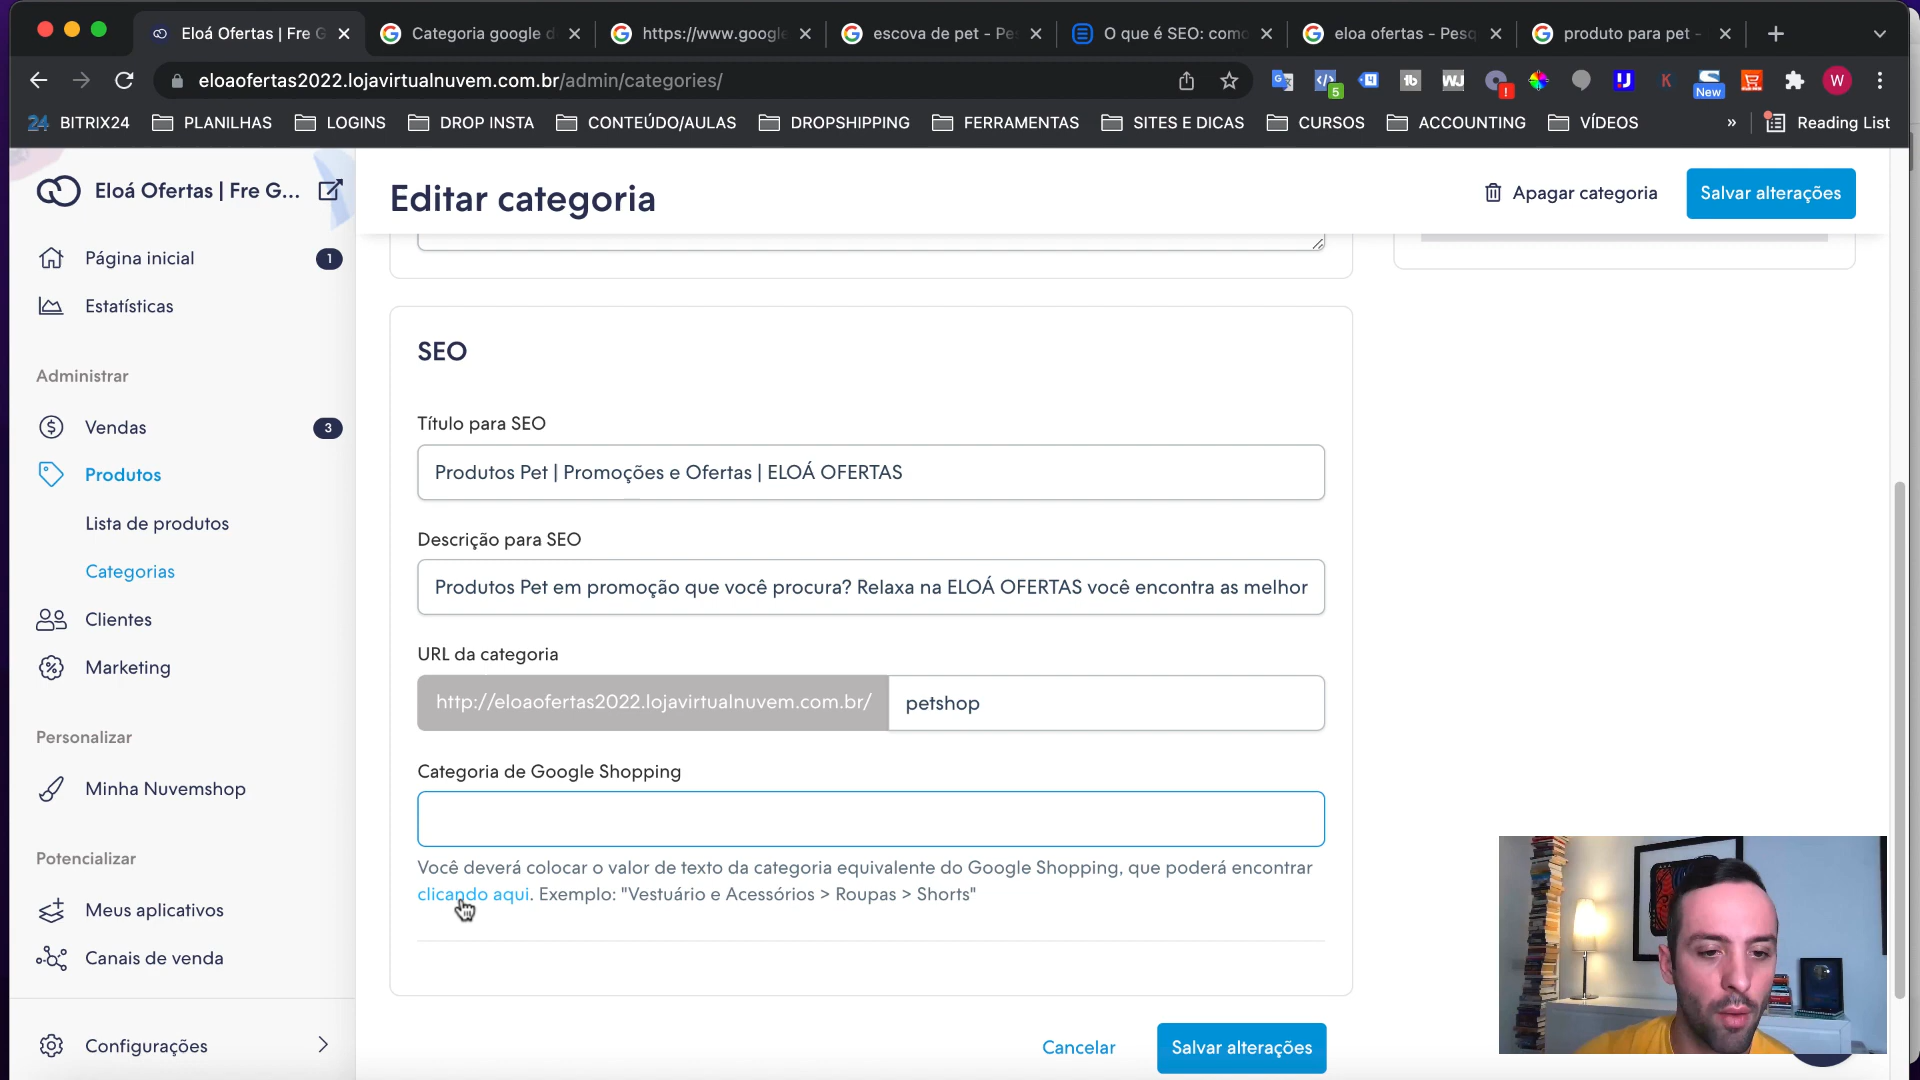 Eloá Ofertas | Fre G
Categoria google d
https://www.google
escova de pet - Pe
O que é SEO: como
eloa ofertas - Pesq
produto para pet -
eloaofertas2022.lojavirtualnuvem.com.br/admin/categories/
5
New
W
24 BITRIX24
PLANILHAS
LOGINS
DROP INSTA
CONTEÚDO/AULAS
DROPSHIPPING
FERRAMENTAS
SITES E DICAS
CURSOS
ACCOUNTING
VÍDEOS
»
Reading List
Eloá Ofertas | Fre G...
Editar categoria
Apagar categoria
Salvar alterações
Página inicial
1
Estatísticas
Administrar
Vendas
3
Produtos
Lista de produtos
Categorias
Clientes
Marketing
Personalizar
Minha Nuvemshop
Potencializar
Meus aplicativos
Canais de venda
Configurações
SEO
Título para SEO
Produtos Pet | Promoções e Ofertas | ELOÁ OFERTAS
Descrição para SEO
Produtos Pet em promoção que você procura? Relaxa na ELOÁ OFERTAS você encontra as melhor
URL da categoria
http://eloaofertas2022.lojavirtualnuvem.com.br/
petshop
Categoria de Google Shopping
Você deverá colocar o valor de texto da categoria equivalente do Google Shopping, que poderá encontrar
clicando aqui. Exemplo: "Vestuário e Acessórios > Roupas > Shorts"
Cancelar
Salvar alterações